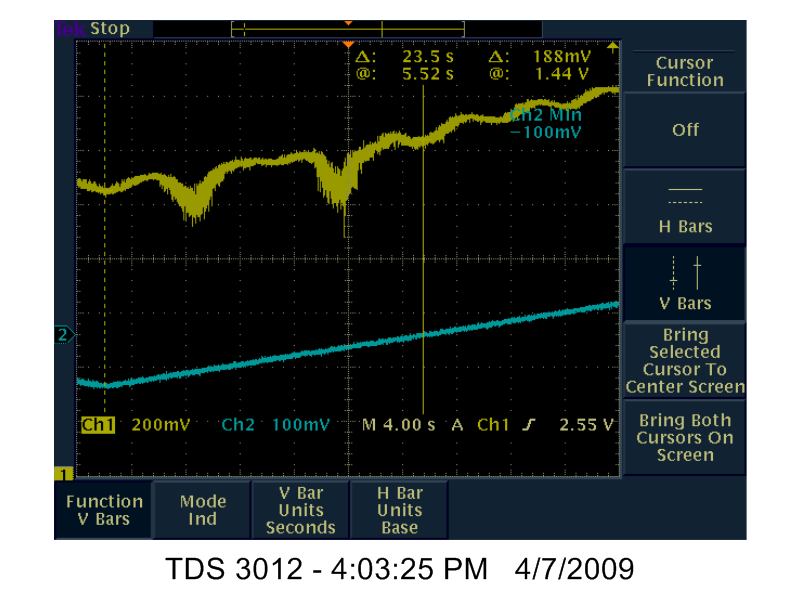 Tek Stop
Δ: 23.5 s Δ: 188mV
@: 5.52 s @: 1.44 V
Ch2 Min
−100mV
2
Ch1 200mV Ch2 100mV M 4.00 s A Ch1 2.55 V
1
Cursor
Function
Off
H Bars
V Bars
Bring
Selected
Cursor To
Center Screen
Bring Both
Cursors On
Screen
Function
V Bars
Mode
Ind
V Bar
Units
Seconds
H Bar
Units
Base
TDS 3012 - 4:03:25 PM 4/7/2009